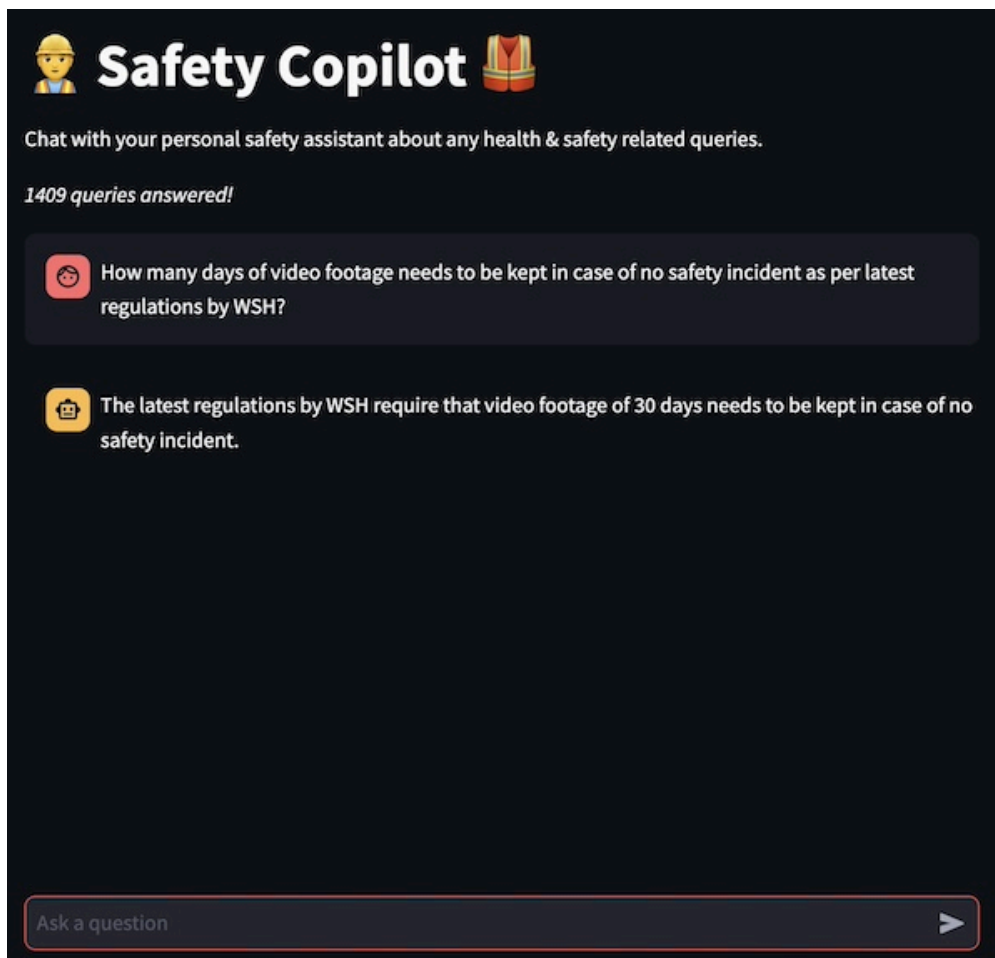 Safety Copilot
Chat with your personal safety assistant about any health & safety related queries.
1409 queries answered!
How many days of video footage needs to be kept in case of no safety incident as per latest
regulations by WSH?
The latest regulations by WSH require that video footage of 30 days needs to be kept in case of no
safety incident.
Ask a question